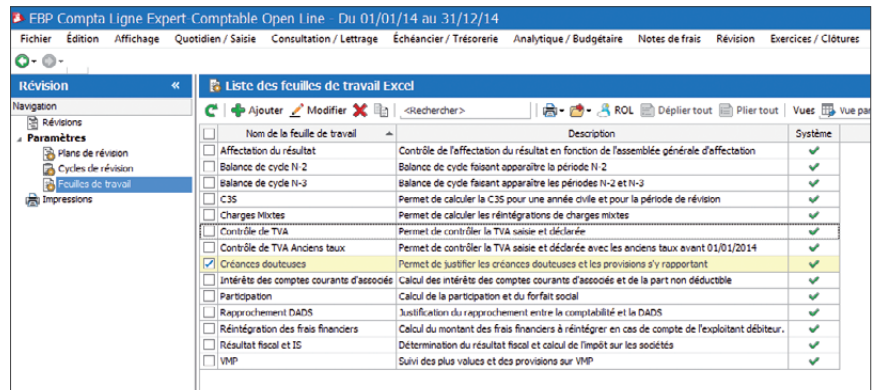 EBP Compta Ligne Expert-Comptable Open Line - Du 01/01/14 au 31/12/14
Fichier Édition Affichage Quotidien / Saisie Consultation / Lettrage Échéancier / Trésorerie Analytique / Budgétaire Notes de frais Révision Exercices / Clôtures
Révision «
Navigation
Révisions
Paramètres
Plans de révision
Cycles de révision
Feuilles de travail
Impressions
Liste des feuilles de travail Excel
Ajouter Modifier <Rechercher> ROL Déplier tout Plier tout Vues Vue par
Nom de la feuille de travail Description Système
Affectation du résultat Contrôle de l'affectation du résultat en fonction de l'assemblée générale d'affectation
Balance de cycle N-2 Balance de cycle faisant apparaître la période N-2
Balance de cycle N-3 Balance de cycle faisant apparaître les périodes N-2 et N-3
C3S Permet de calculer la C3S pour une année civile et pour la période de révision
Charges Mixtes Permet de calculer les réintégrations de charges mixtes
Contrôle de TVA Permet de contrôler la TVA saisie et déclarée
Contrôle de TVA Anciens taux Permet de contrôler la TVA saisie et déclarée avec les anciens taux avant 01/01/2014
Créances douteuses Permet de justifier les créances douteuses et les provisions s'y rapportant
Intérêts des comptes courants d'associés Calcul des intérêts des comptes courants d'associés et de la part non déductible
Participation Calcul de la participation et du forfait social
Rapprochement DADS Justification du rapprochement entre la comptabilité et la DADS
Réintégration des frais financiers Calcul du montant des frais financiers à réintégrer en cas de compte de l'exploitant débiteur.
Résultat fiscal et IS Détermination du résultat fiscal et calcul de l'impôt sur les sociétés
VMP Suivi des plus values et des provisions sur VMP